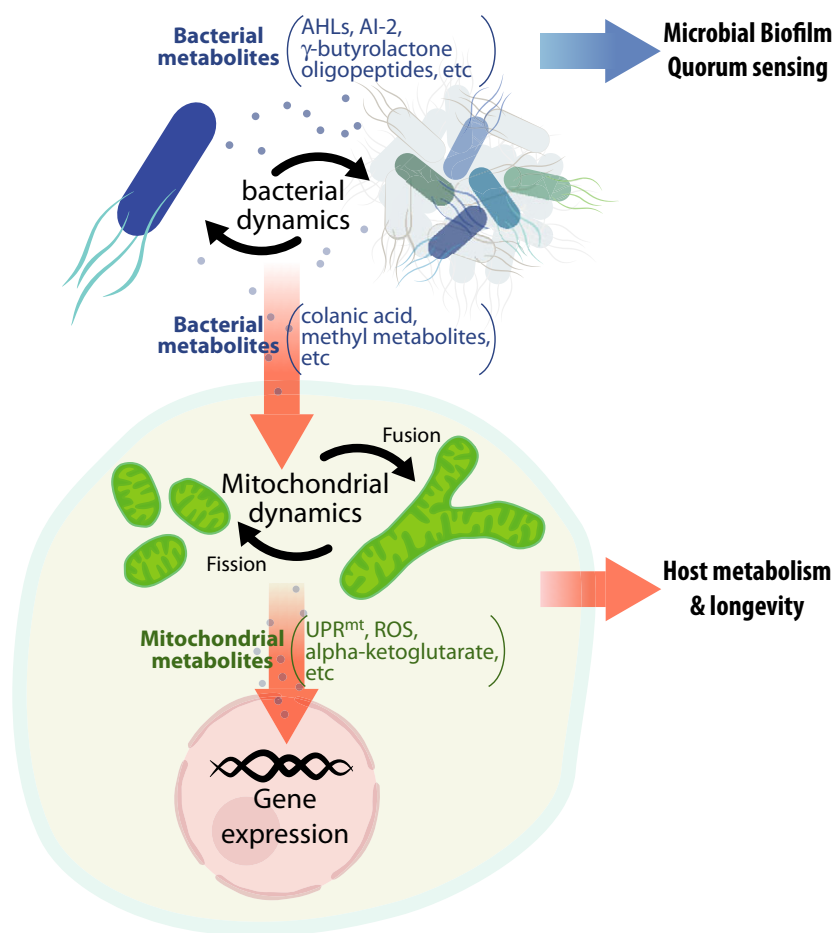 Bacterial
metabolites
AHLs, AI-2,
γ-butyrolactone
oligopeptides, etc
Microbial Biofilm
Quorum sensing
bacterial
dynamics
Bacterial
metabolites
colanic acid,
methyl metabolites,
etc
Fusion
Mitochondrial
dynamics
Fission
Host metabolism
& longevity
Mitochondrial
metabolites
UPRᵐᵗ, ROS,
alpha-ketoglutarate,
etc
Gene
expression